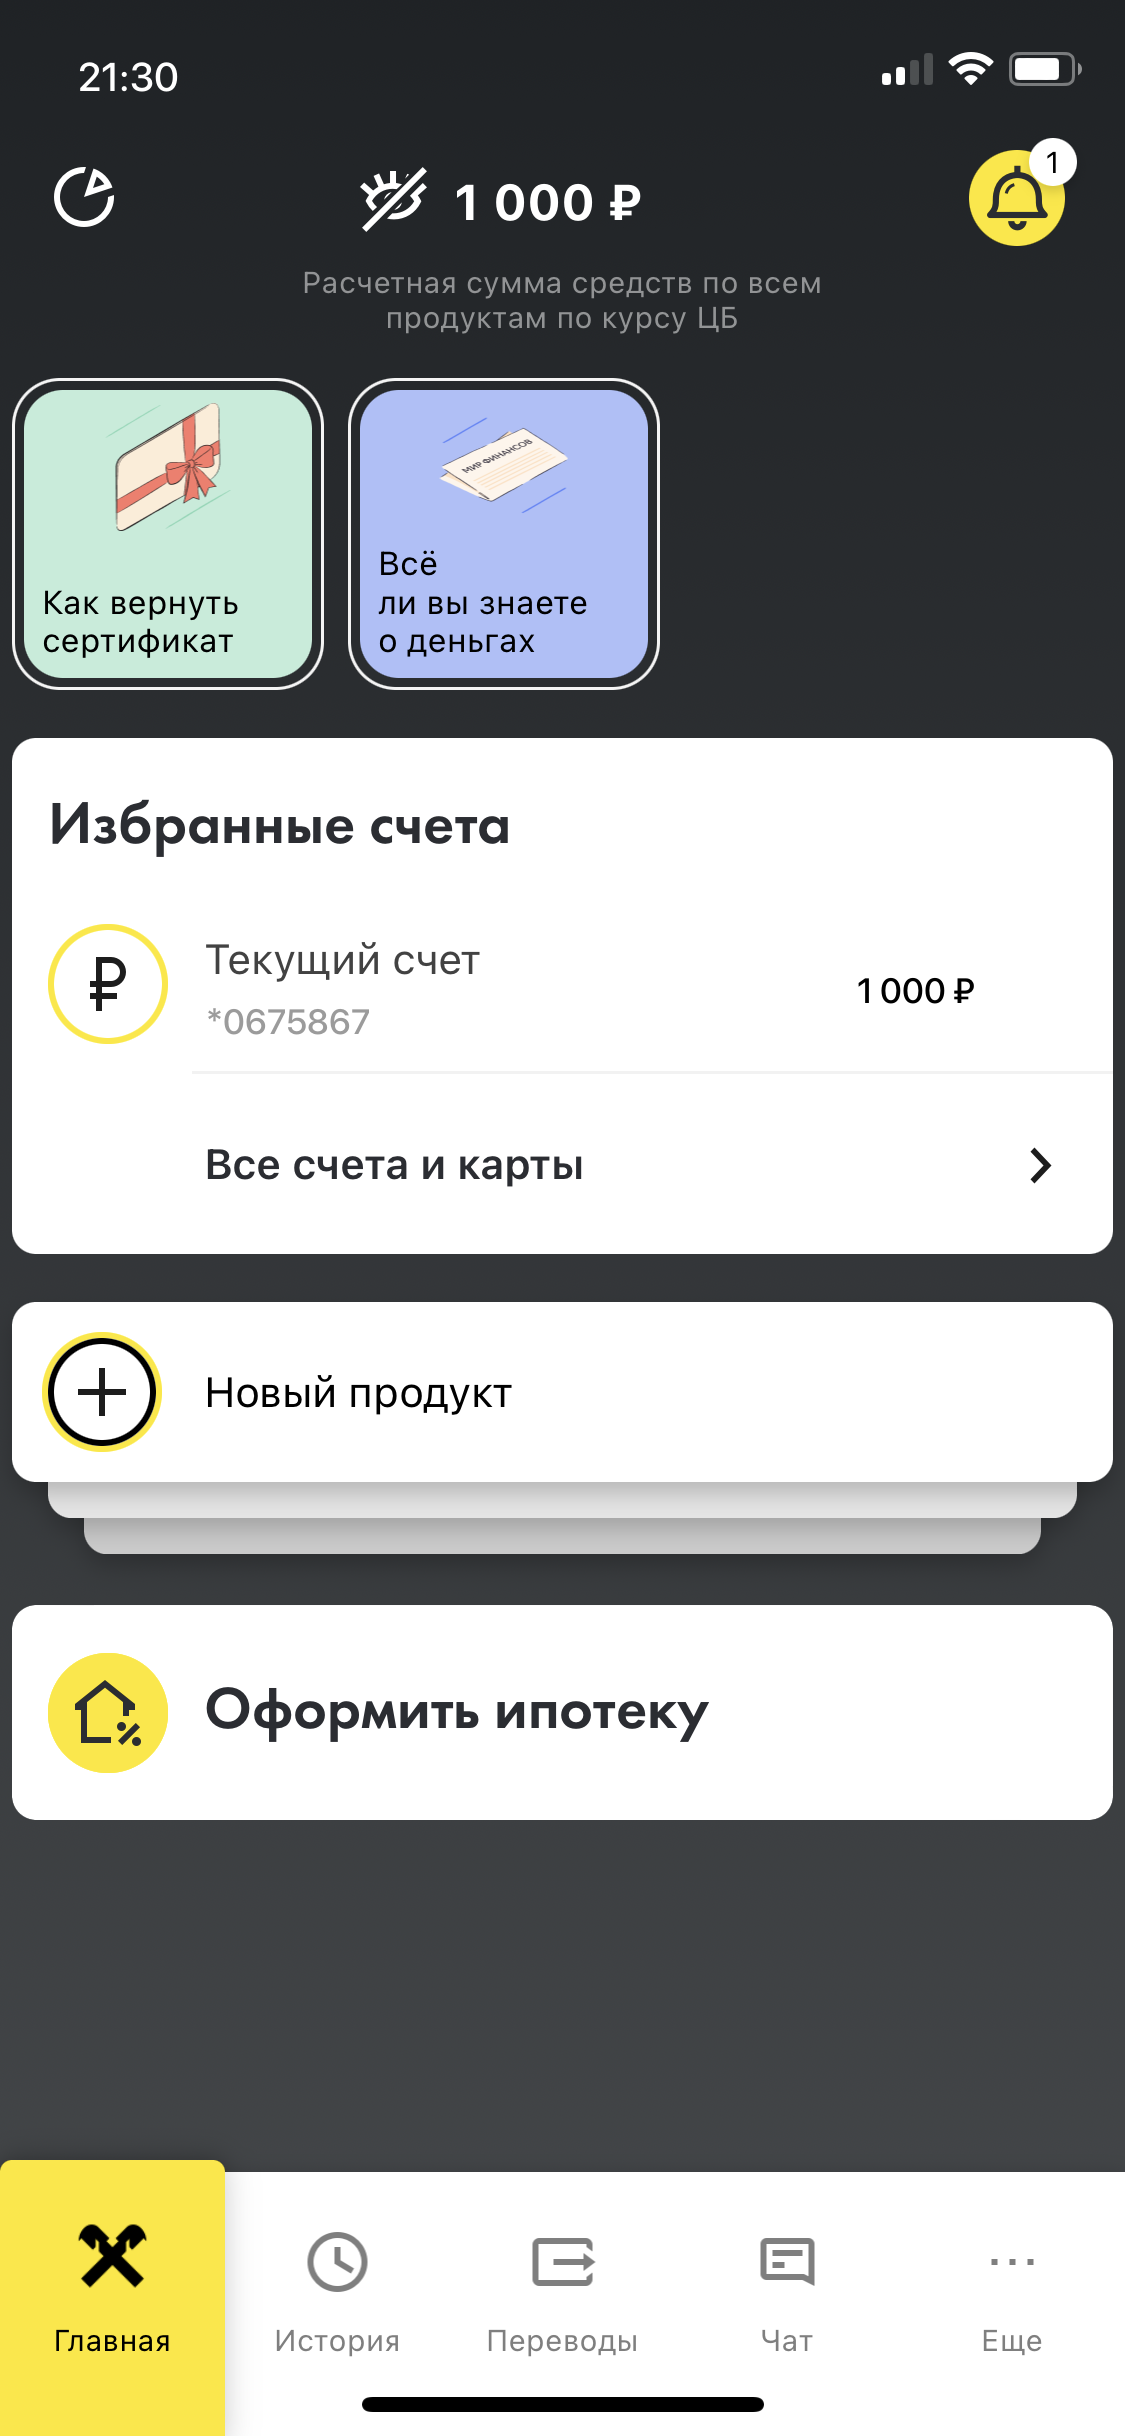 21:30
1 000 ₽
1
Расчетная сумма средств по всем
продуктам по курсу ЦБ
МИР ФИНАНСОВ
Как вернуть
сертификат
Всё
ли вы знаете
о деньгах
Избранные счета
Текущий счет
*0675867
1 000 ₽
Все счета и карты
Новый продукт
Оформить ипотеку
Главная
История
Переводы
Чат
Еще